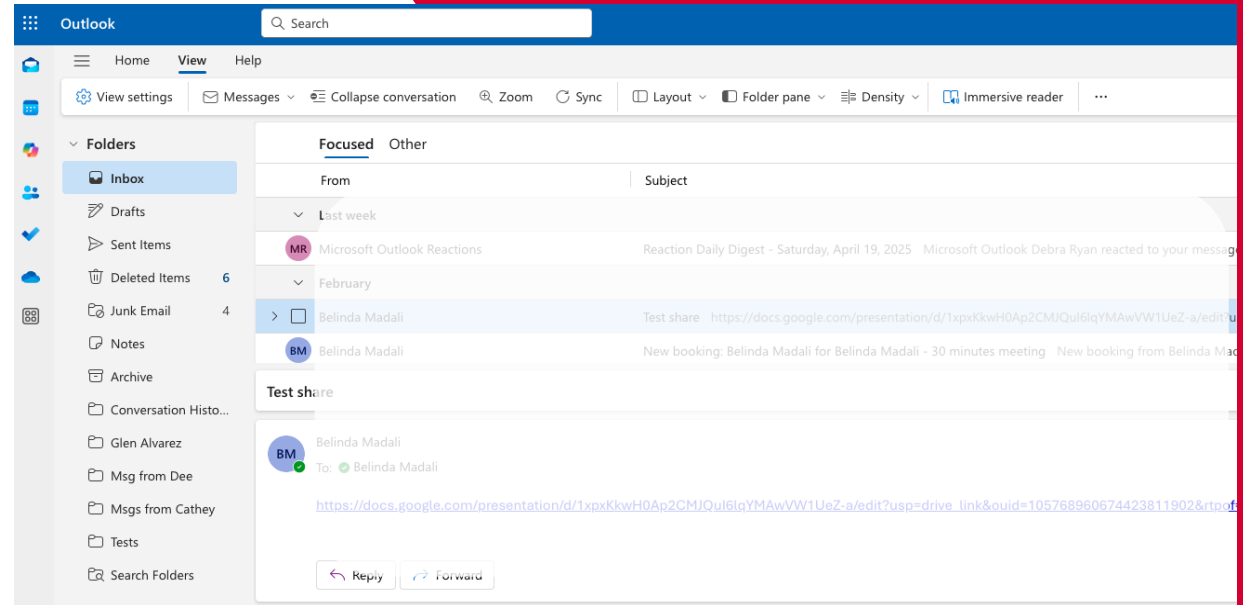 Outlook
Search
Home View Help
View settings Messages Collapse conversation Zoom Sync Layout Folder pane Density Immersive reader ...
Folders
Inbox
Drafts
Sent Items
Deleted Items 6
Junk Email 4
Notes
Archive
Conversation Histo...
Glen Alvarez
Msg from Dee
Msgs from Cathey
Tests
Search Folders
Focused Other
From Subject
Last week
MR Microsoft Outlook Reactions Reaction Daily Digest - Saturday, April 19, 2025 Microsoft Outlook Debra Ryan reacted to your messag
February
Belinda Madali Test share https://docs.google.com/presentation/d/1xpxKkwH0Ap2CMJQul6lqYMAwVW1UeZ-a/edit?u
BM Belinda Madali New booking: Belinda Madali for Belinda Madali - 30 minutes meeting New booking from Belinda Mad
Test share
BM Belinda Madali
To: Belinda Madali
https://docs.google.com/presentation/d/1xpxKkwH0Ap2CMJQul6lqYMAwVW1UeZ-a/edit?usp=drive_link&ouid=105768960674423811902&rtpof
Reply Forward